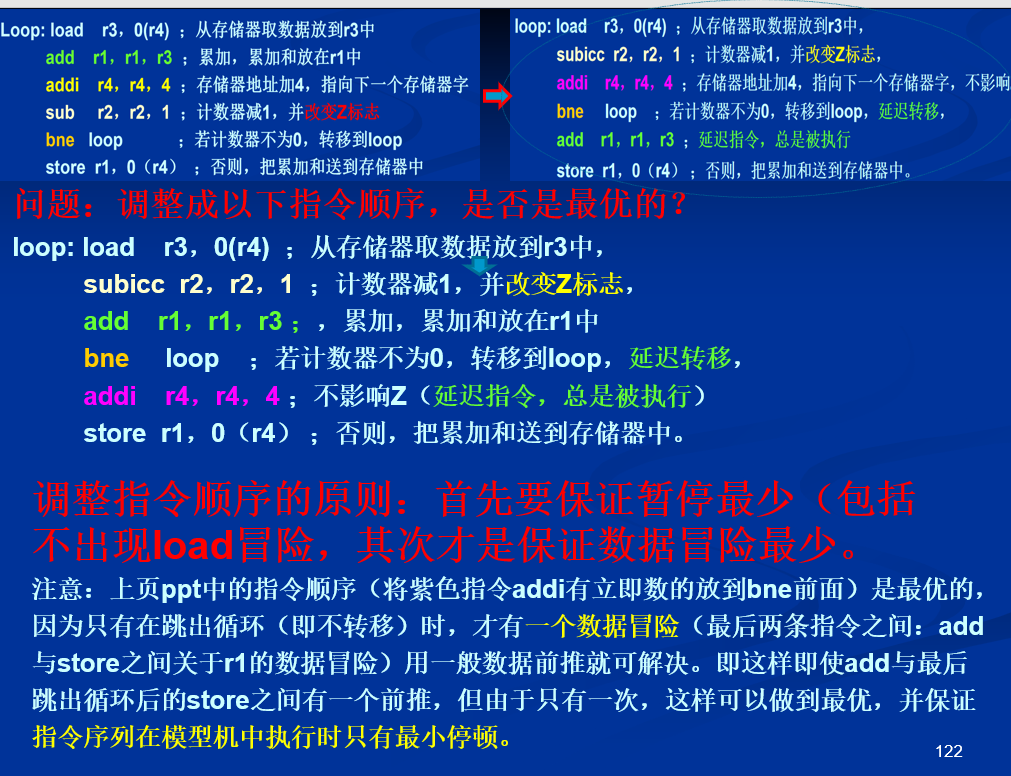 Loop: load r3，0(r4) ；从存储器取数据放到r3中
add r1，r1，r3 ；累加，累加和放在r1中
addi r4，r4，4 ；存储器地址加4，指向下一个存储器字
sub r2，r2，1 ；计数器减1，并改变Z标志
bne loop ；若计数器不为0，转移到loop
store r1，0（r4） ；否则，把累加和送到存储器中
loop: load r3，0(r4) ；从存储器取数据放到r3中，
subicc r2，r2，1 ；计数器减1，并改变Z标志，
addi r4，r4，4 ；存储器地址加4，指向下一个存储器字，不影响
bne loop ；若计数器不为0，转移到loop，延迟转移，
add r1，r1，r3 ；延迟指令，总是被执行
store r1，0（r4） ；否则，把累加和送到存储器中。
问题：调整成以下指令顺序，是否是最优的？
loop: load r3，0(r4) ；从存储器取数据放到r3中，
subicc r2，r2，1 ；计数器减1，并改变Z标志，
add r1，r1，r3 ；，累加，累加和放在r1中
bne loop ；若计数器不为0，转移到loop，延迟转移，
addi r4，r4，4 ；不影响Z（延迟指令，总是被执行）
store r1，0（r4） ；否则，把累加和送到存储器中。
调整指令顺序的原则：首先要保证暂停最少（包括
不出现load冒险，其次才是保证数据冒险最少。
注意：上页ppt中的指令顺序（将紫色指令addi有立即数的放到bne前面）是最优的，
因为只有在跳出循环（即不转移）时，才有一个数据冒险（最后两条指令之间：add
与store之间关于r1的数据冒险）用一般数据前推就可解决。即这样即使add与最后
跳出循环后的store之间有一个前推，但由于只有一次，这样可以做到最优，并保证
指令序列在模型机中执行时只有最小停顿。
122